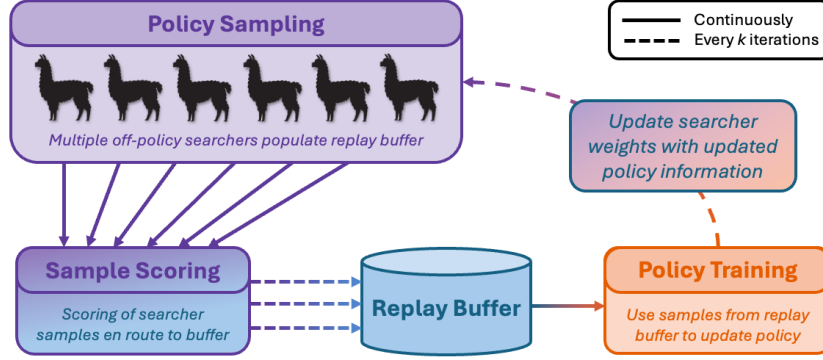 Policy Sampling
Multiple off-policy searchers populate replay buffer
Continuously
Every k iterations
Update searcher
weights with updated
policy information
Sample Scoring
Scoring of searcher
samples en route to buffer
Replay Buffer
Policy Training
Use samples from replay
buffer to update policy